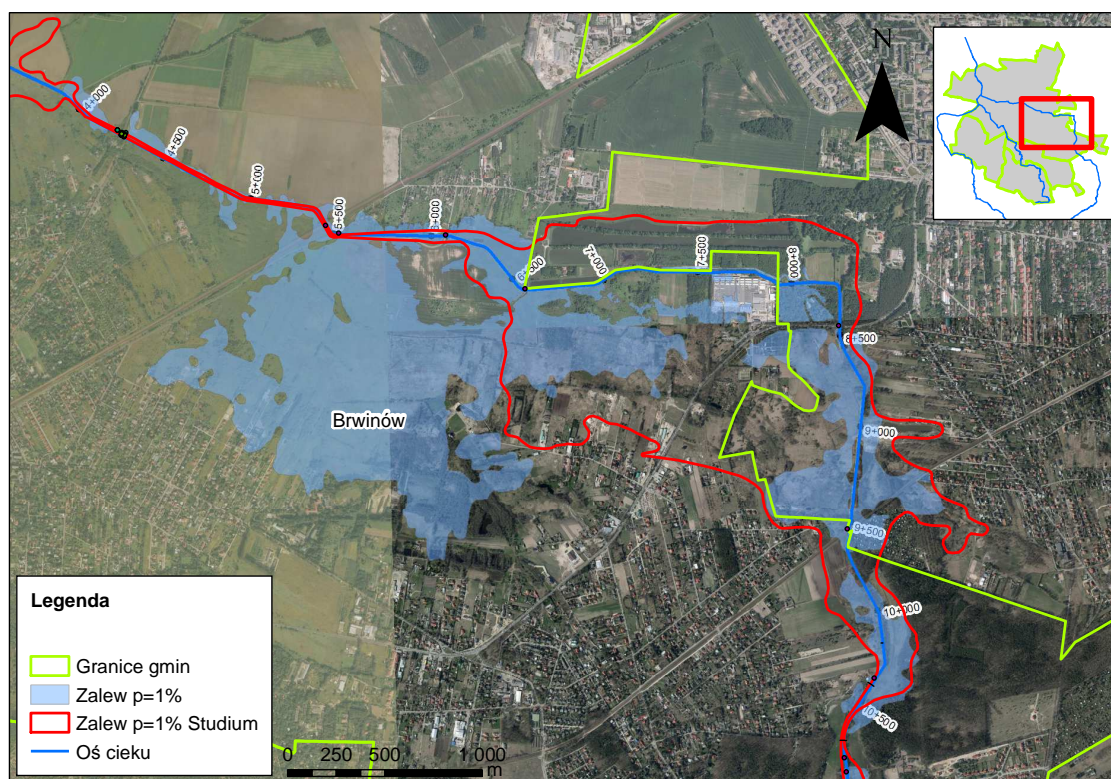 N
4+000
4+500
5+000
5+500
6+000
6+500
7+000
7+500
8+000
8+500
9+000
Brwinów
9+500
10+000
10+500
Legenda
Granice gmin
Zalew p=1%
Zalew p=1% Studium
Oś cieku
0 250 500 1 000
m